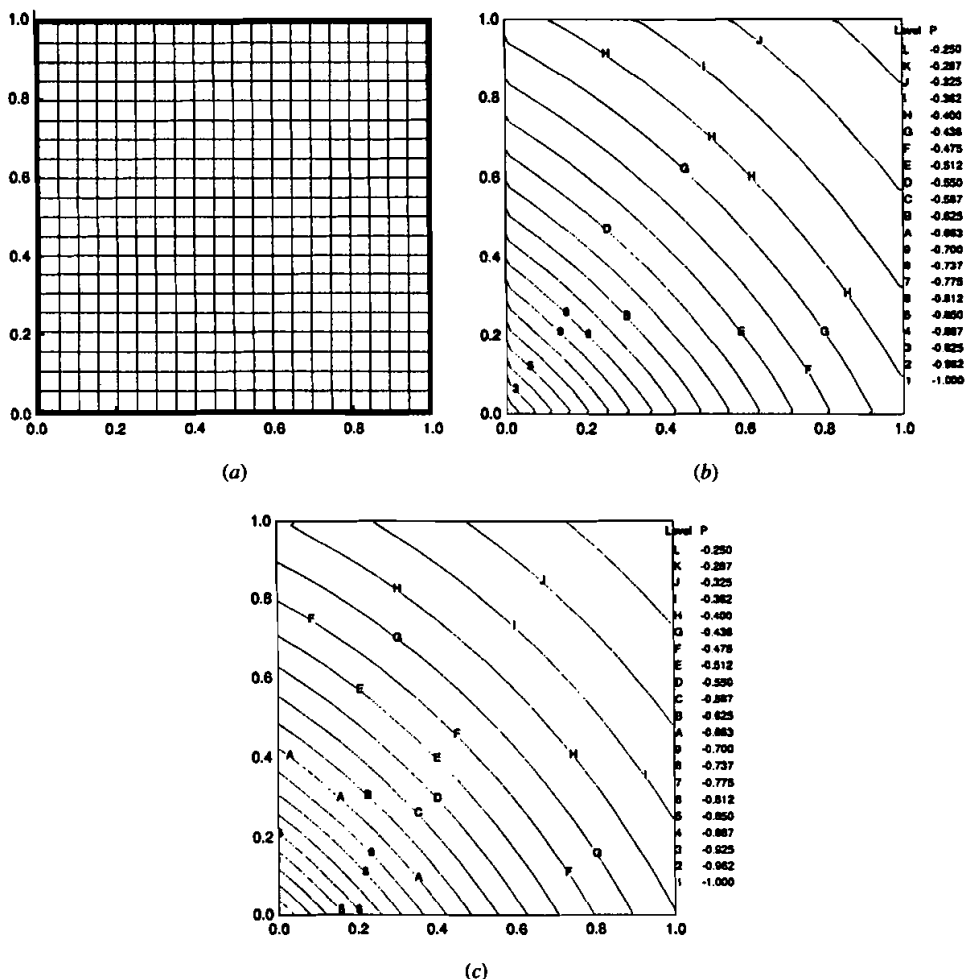 1.0
0.8
0.6
0.4
0.2
0.0
0.0 0.2 0.4 0.6 0.8 1.0
(a)
1.0
0.8
0.6
0.4
0.2
0.0
0.0 0.2 0.4 0.6 0.8 1.0
H J I H G H D B E G H F
Level P
L -0.250
K -0.287
J -0.325
I -0.362
H -0.400
G -0.438
F -0.475
E -0.512
D -0.550
C -0.587
B -0.625
A -0.663
9 -0.700
8 -0.737
7 -0.775
6 -0.812
5 -0.850
4 -0.887
3 -0.925
2 -0.962
1 -1.000
(b)
1.0
0.8
0.6
0.4
0.2
0.0
0.0 0.2 0.4 0.6 0.8 1.0
H J F G I E F A E H I A D C G F A
Level P
L -0.250
K -0.287
J -0.325
I -0.362
H -0.400
G -0.438
F -0.475
E -0.512
D -0.550
C -0.587
B -0.625
A -0.663
9 -0.700
8 -0.737
7 -0.775
6 -0.812
5 -0.850
4 -0.887
3 -0.925
2 -0.962
1 -1.000
(c)